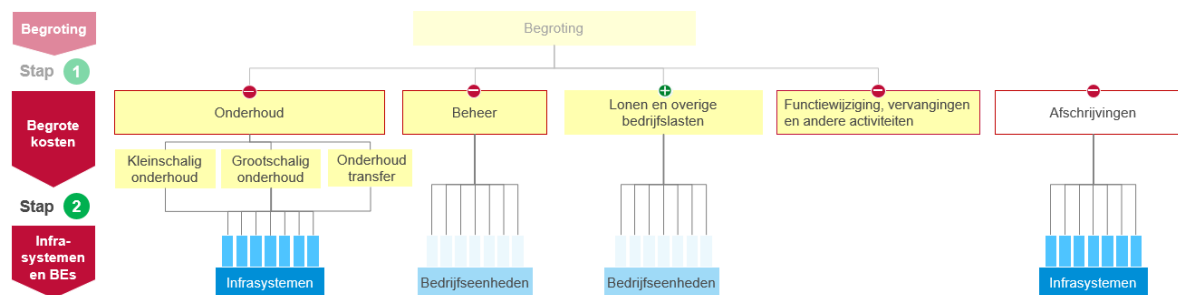 Begroting
Begroting
Stap 1
Begrote
kosten
Onderhoud
Beheer
Lonen en overige
bedrijfslasten
Functiewijziging, vervangingen
en andere activiteiten
Afschrijvingen
Kleinschalig
onderhoud
Grootschalig
onderhoud
Onderhoud
transfer
Stap 2
Infra-
systemen
en BEs
Infrasystemen
Bedrijfseenheden
Bedrijfseenheden
Infrasystemen